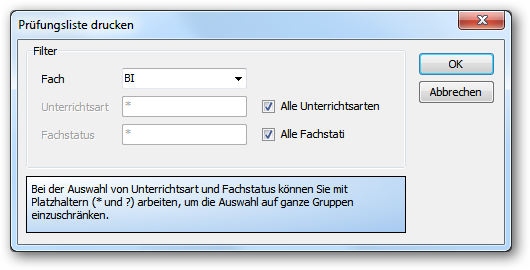 Prüfungsliste drucken
Filter
Fach BI
OK
Unterrichtsart * Alle Unterrichtsarten
Abbrechen
Fachstatus * Alle Fachstati
Bei der Auswahl von Unterrichtsart und Fachstatus können Sie mit
Platzhaltern (* und ?) arbeiten, um die Auswahl auf ganze Gruppen
einzuschränken.